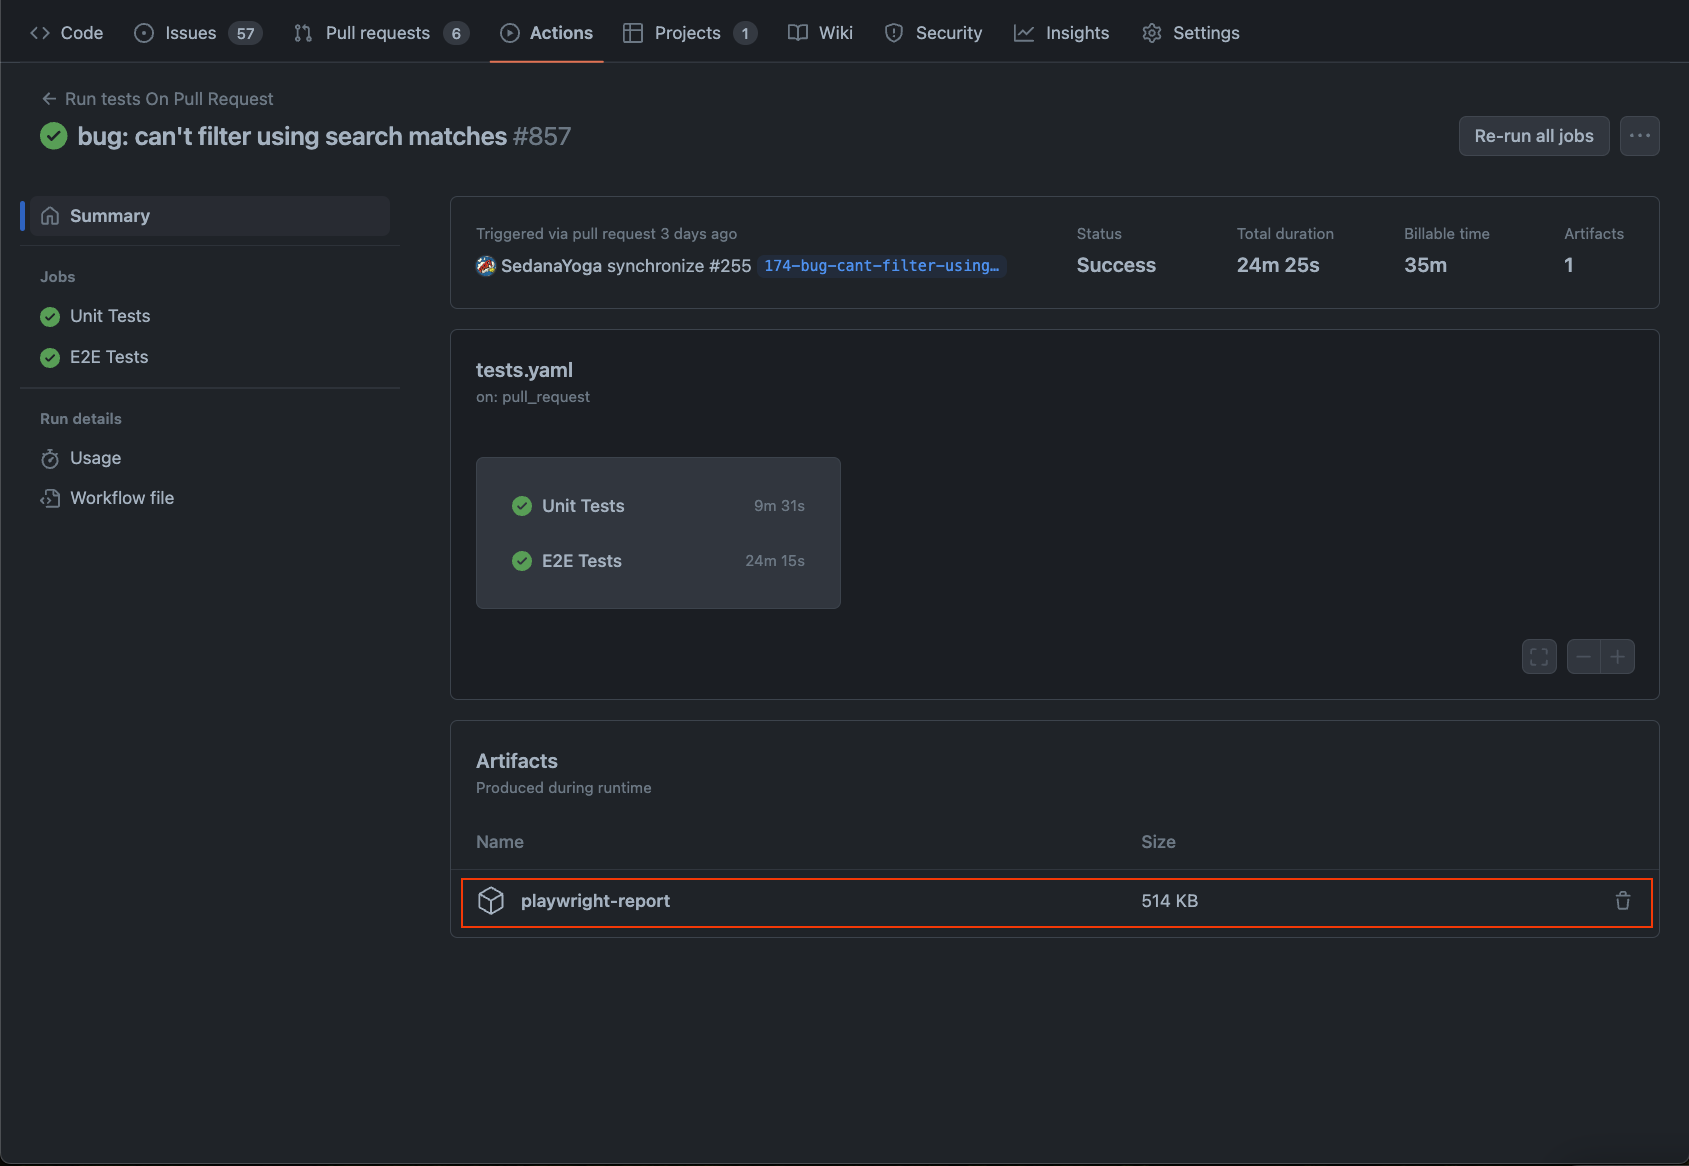 Code Issues 57 Pull requests 6 Actions Projects 1 Wiki Security Insights Settings
Run tests On Pull Request
bug: can't filter using search matches #857
Re-run all jobs
Summary
Jobs
Unit Tests
E2E Tests
Run details
Usage
Workflow file
Triggered via pull request 3 days ago
SedanaYoga synchronize #255 174-bug-cant-filter-using…
Status
Success
Total duration
24m 25s
Billable time
35m
Artifacts
1
tests.yaml
on: pull_request
Unit Tests 9m 31s
E2E Tests 24m 15s
Artifacts
Produced during runtime
Name Size
playwright-report 514 KB